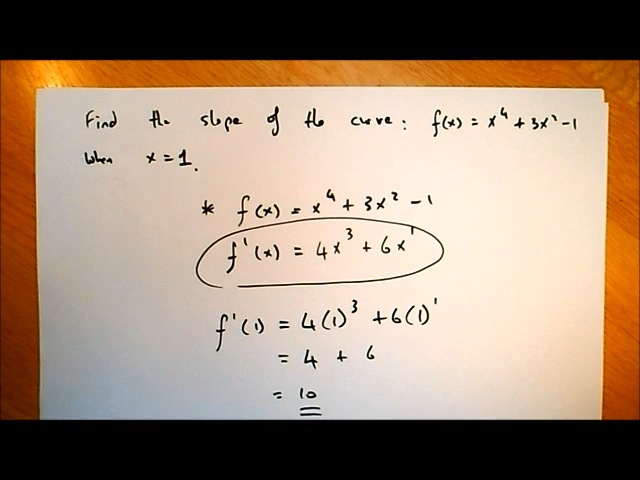 Find the slope of the curve: f(x) = x⁴ + 3x² - 1
when x = 1.
* f(x) = x⁴ + 3x² - 1
f'(x) = 4x³ + 6x¹
f'(1) = 4(1)³ + 6(1)¹
= 4 + 6
= 10